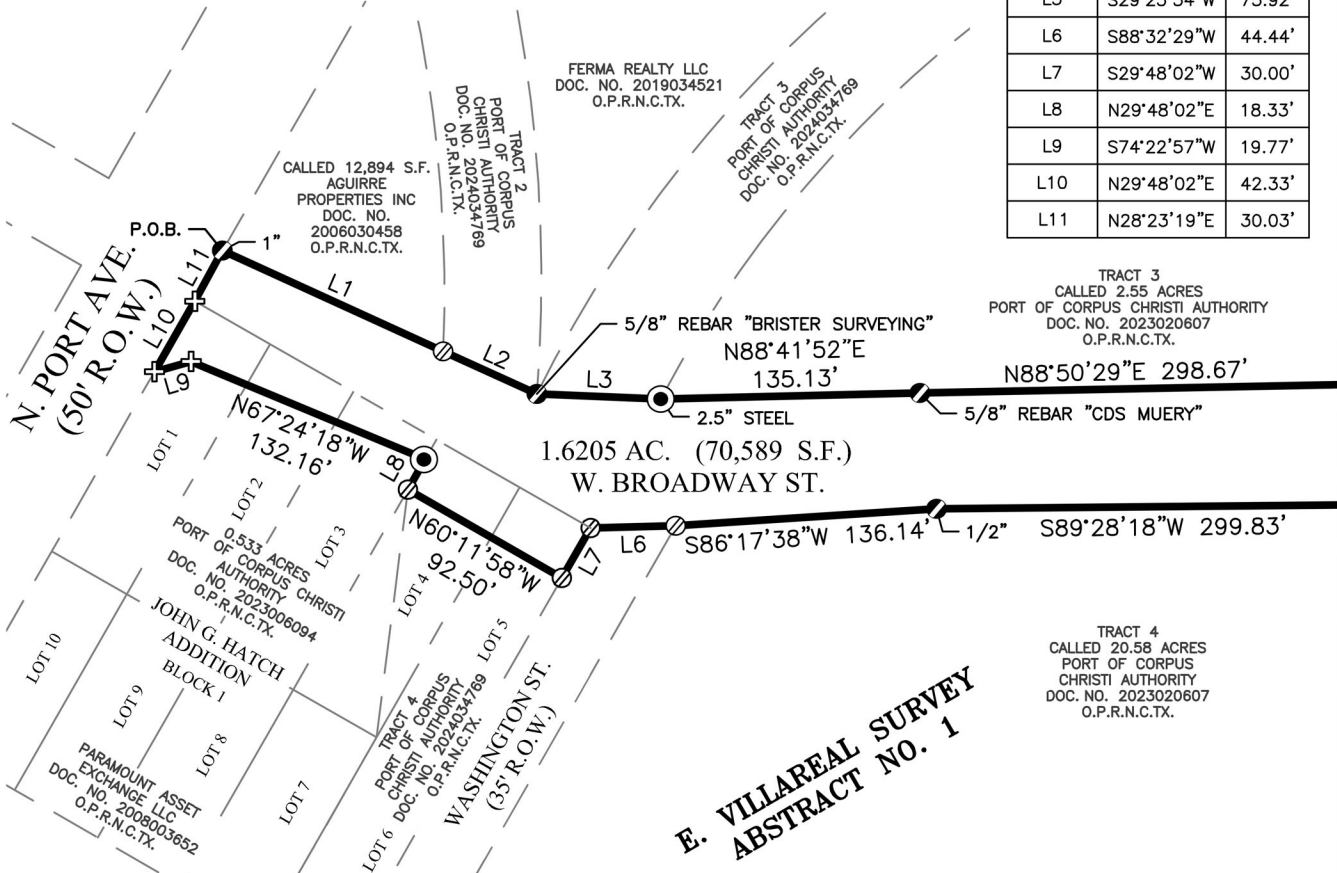 L5 S29°23'34"W 75.92'
L6 S88°32'29"W 44.44'
L7 S29°48'02"W 30.00'
L8 N29°48'02"E 18.33'
L9 S74°22'57"W 19.77'
L10 N29°48'02"E 42.33'
L11 N28°23'19"E 30.03'
FERMA REALTY LLC
DOC. NO. 2019034521
O.P.R.N.C.TX.
TRACT 3
PORT OF CORPUS
CHRISTI AUTHORITY
DOC. NO. 2024034769
O.P.R.N.C.TX.
TRACT 2
PORT OF CORPUS
CHRISTI AUTHORITY
DOC. NO. 2024034769
O.P.R.N.C.TX.
CALLED 12,894 S.F.
AGUIRRE
PROPERTIES INC
DOC. NO.
2006030458
O.P.R.N.C.TX.
P.O.B.
1"
L11
L10
L9
L1
L2
L3
N. PORT AVE.
(50' R.O.W.)
5/8" REBAR "BRISTER SURVEYING"
N88°41'52"E
135.13'
2.5" STEEL
TRACT 3
CALLED 2.55 ACRES
PORT OF CORPUS CHRISTI AUTHORITY
DOC. NO. 2023020607
O.P.R.N.C.TX.
N88°50'29"E 298.67'
5/8" REBAR "CDS MUERY"
N67°24'18"W
132.16'
L8
1.6205 AC. (70,589 S.F.)
W. BROADWAY ST.
N60°11'58"W
92.50'
L7
L6
S86°17'38"W 136.14'
1/2"
S89°28'18"W 299.83'
LOT 1
LOT 2
LOT 3
LOT 4
LOT 5
0.533 ACRES
PORT OF CORPUS CHRISTI
AUTHORITY
DOC. NO. 2023006094
O.P.R.N.C.TX.
JOHN G. HATCH
ADDITION
BLOCK 1
LOT 10
LOT 9
LOT 8
LOT 7
LOT 6
PARAMOUNT ASSET
EXCHANGE LLC
DOC. NO. 2008003652
O.P.R.N.C.TX.
TRACT 4
PORT OF CORPUS
CHRISTI AUTHORITY
DOC. NO. 2024034769
O.P.R.N.C.TX.
WASHINGTON ST.
(35' R.O.W.)
TRACT 4
CALLED 20.58 ACRES
PORT OF CORPUS
CHRISTI AUTHORITY
DOC. NO. 2023020607
O.P.R.N.C.TX.
E. VILLAREAL SURVEY
ABSTRACT NO. 1